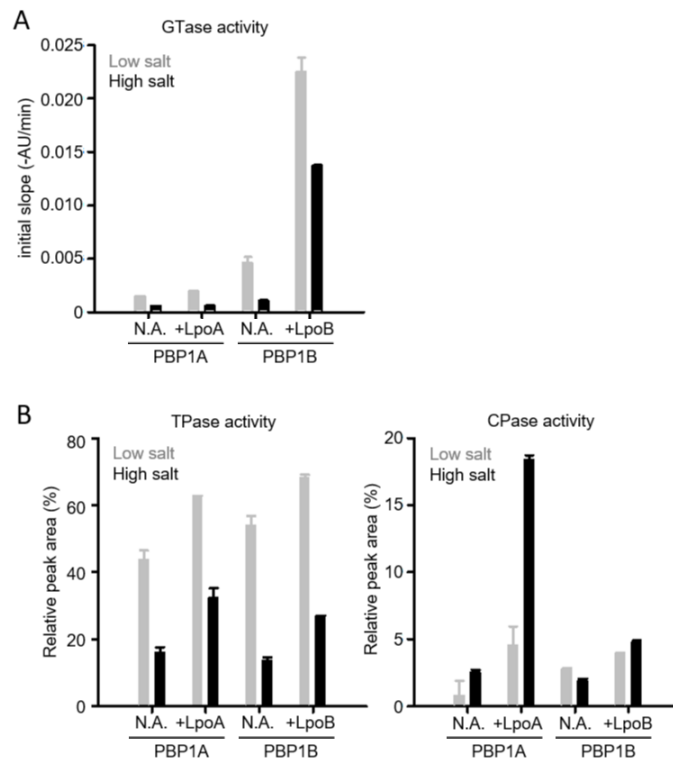 A
GTase activity
Low salt
High salt
initial slope (-AU/min)
0.025
0.020
0.015
0.010
0.005
0
N.A. +LpoA N.A. +LpoB
PBP1A PBP1B
B
TPase activity
Low salt
High salt
Relative peak area (%)
80
60
40
20
0
N.A. +LpoA N.A. +LpoB
PBP1A PBP1B
CPase activity
Low salt
High salt
Relative peak area (%)
20
15
10
5
0
N.A. +LpoA N.A. +LpoB
PBP1A PBP1B